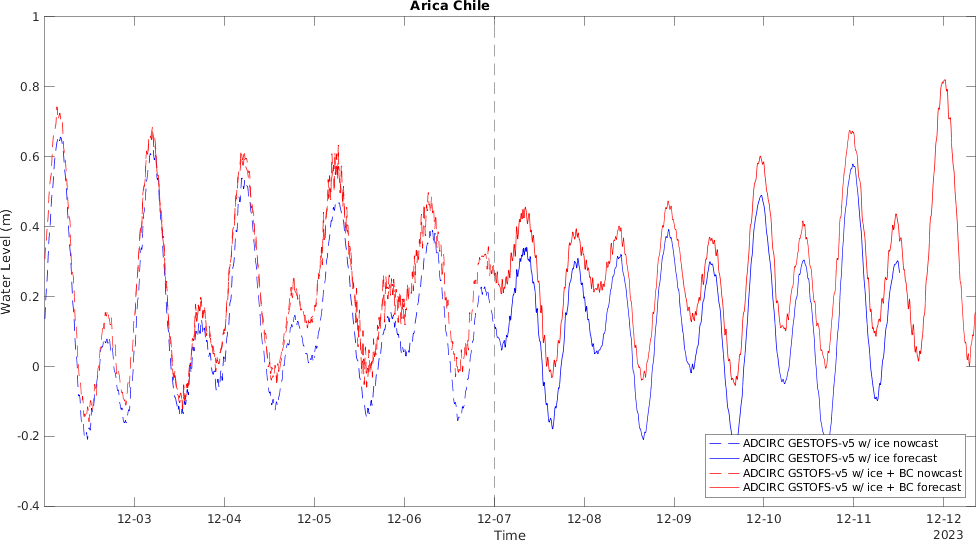 Arica Chile
1
0.8
0.6
0.4
0.2
0
-0.2
-0.4
Water Level (m)
ADCIRC GESTOFS-v5 w/ ice nowcast
ADCIRC GESTOFS-v5 w/ ice forecast
ADCIRC GSTOFS-v5 w/ ice + BC nowcast
ADCIRC GSTOFS-v5 w/ ice + BC forecast
12-03 12-04 12-05 12-06 12-07 12-08 12-09 12-10 12-11 12-12
Time
2023